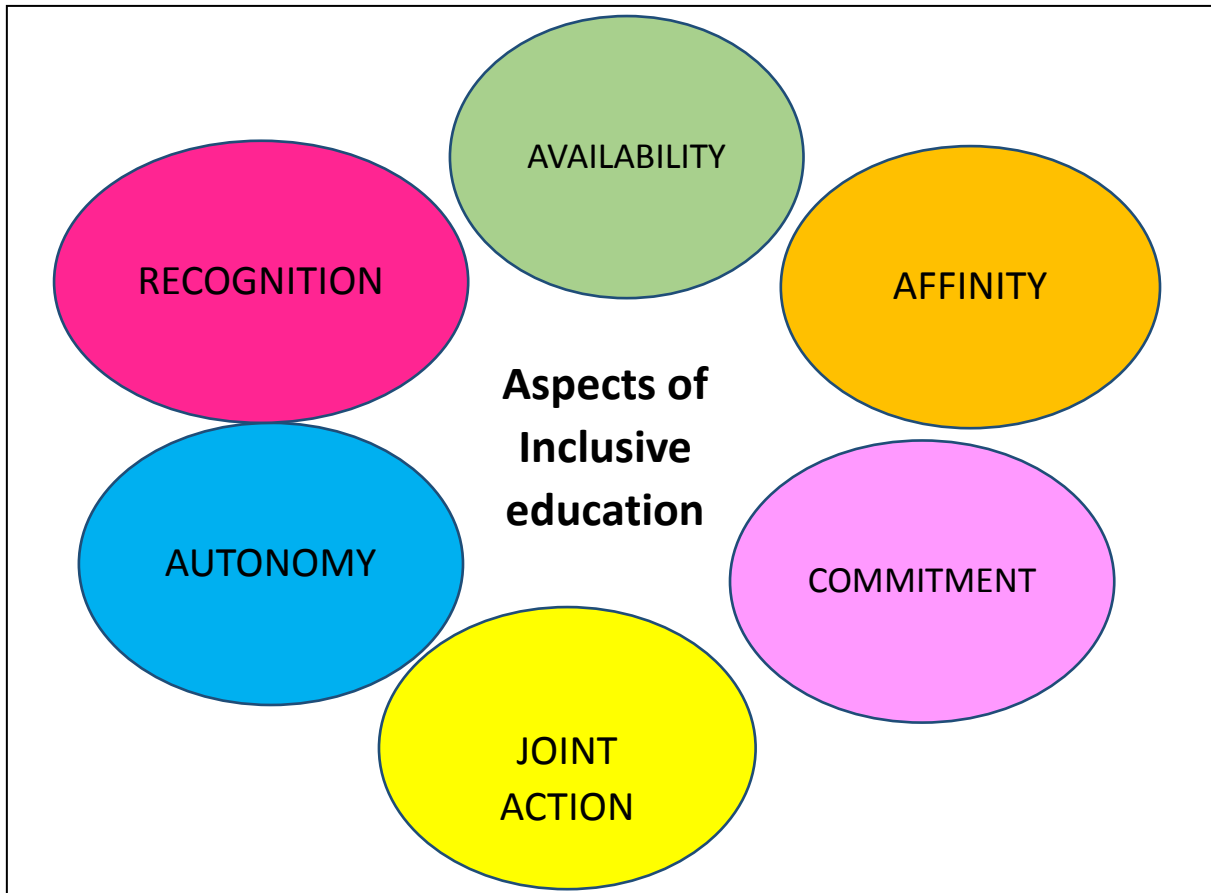 AVAILABILITY
RECOGNITION
AFFINITY
Aspects of
Inclusive
education
AUTONOMY
COMMITMENT
JOINT
ACTION